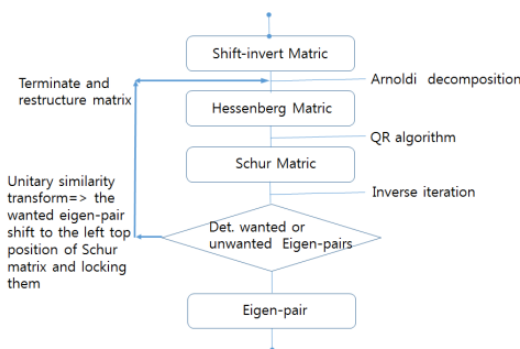 Shift-invert Matric
Terminate and
restructure matrix
Arnoldi decomposition
Hessenberg Matric
QR algorithm
Schur Matric
Inverse iteration
Unitary similarity
transform=> the
wanted eigen-pair
shift to the left top
position of Schur
matrix and locking
them
Det. wanted or
unwanted Eigen-pairs
Eigen-pair